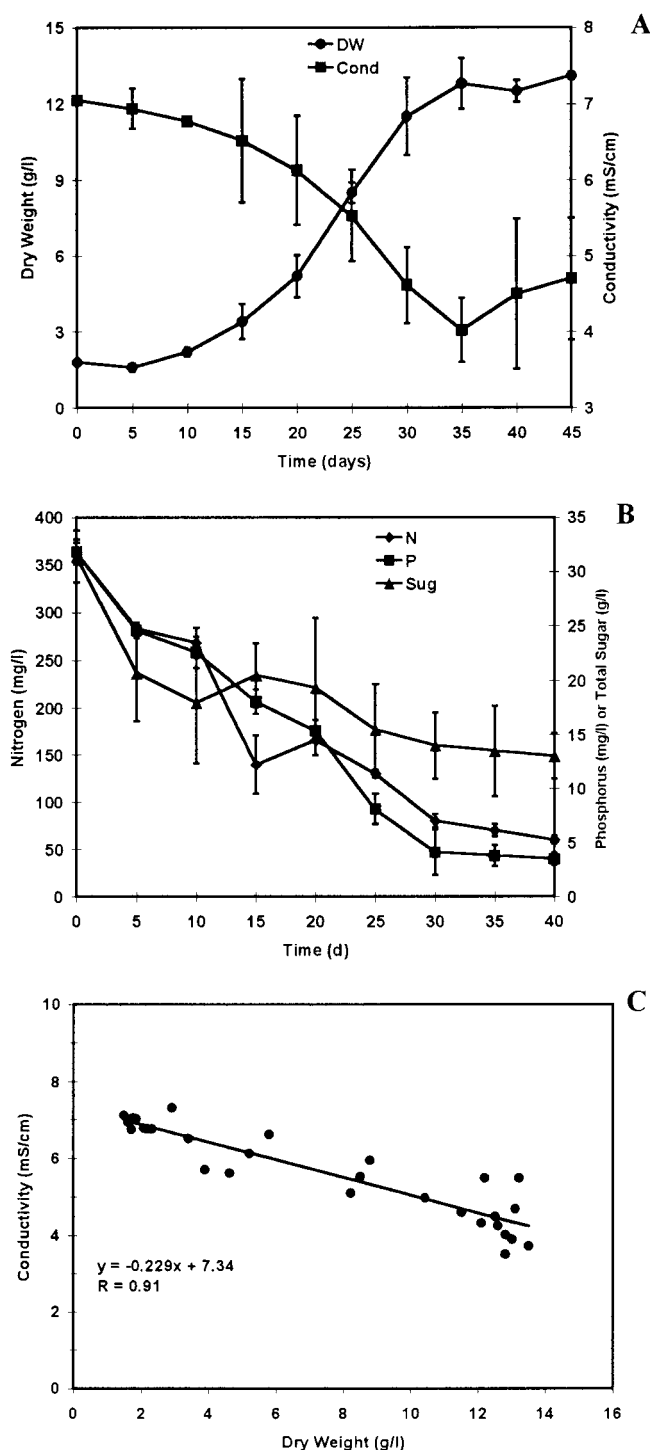 A
DW
Cond
15
12
9
6
3
0
Dry Weight (g/l)
8
7
6
5
4
3
Conductivity (mS/cm)
0 5 10 15 20 25 30 35 40 45
Time (days)
B
N
P
Sug
400
350
300
250
200
150
100
50
0
Nitrogen (mg/l)
35
30
25
20
15
10
5
0
Phosphorus (mg/l) or Total Sugar (g/l)
0 5 10 15 20 25 30 35 40
Time (d)
C
10
8
6
4
2
0
Conductivity (mS/cm)
y = -0.229x + 7.34
R = 0.91
0 2 4 6 8 10 12 14 16
Dry Weight (g/l)